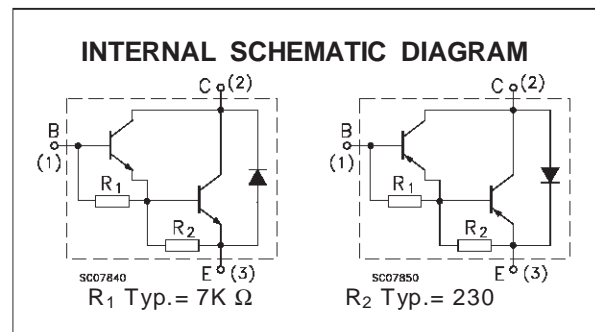 INTERNAL SCHEMATIC DIAGRAM
C (2)
B
(1)
R1
R2
E (3)
SC07840
C (2)
B
(1)
R1
R2
E (3)
SC07850
R1 Typ.= 7K Ω R2 Typ.= 230